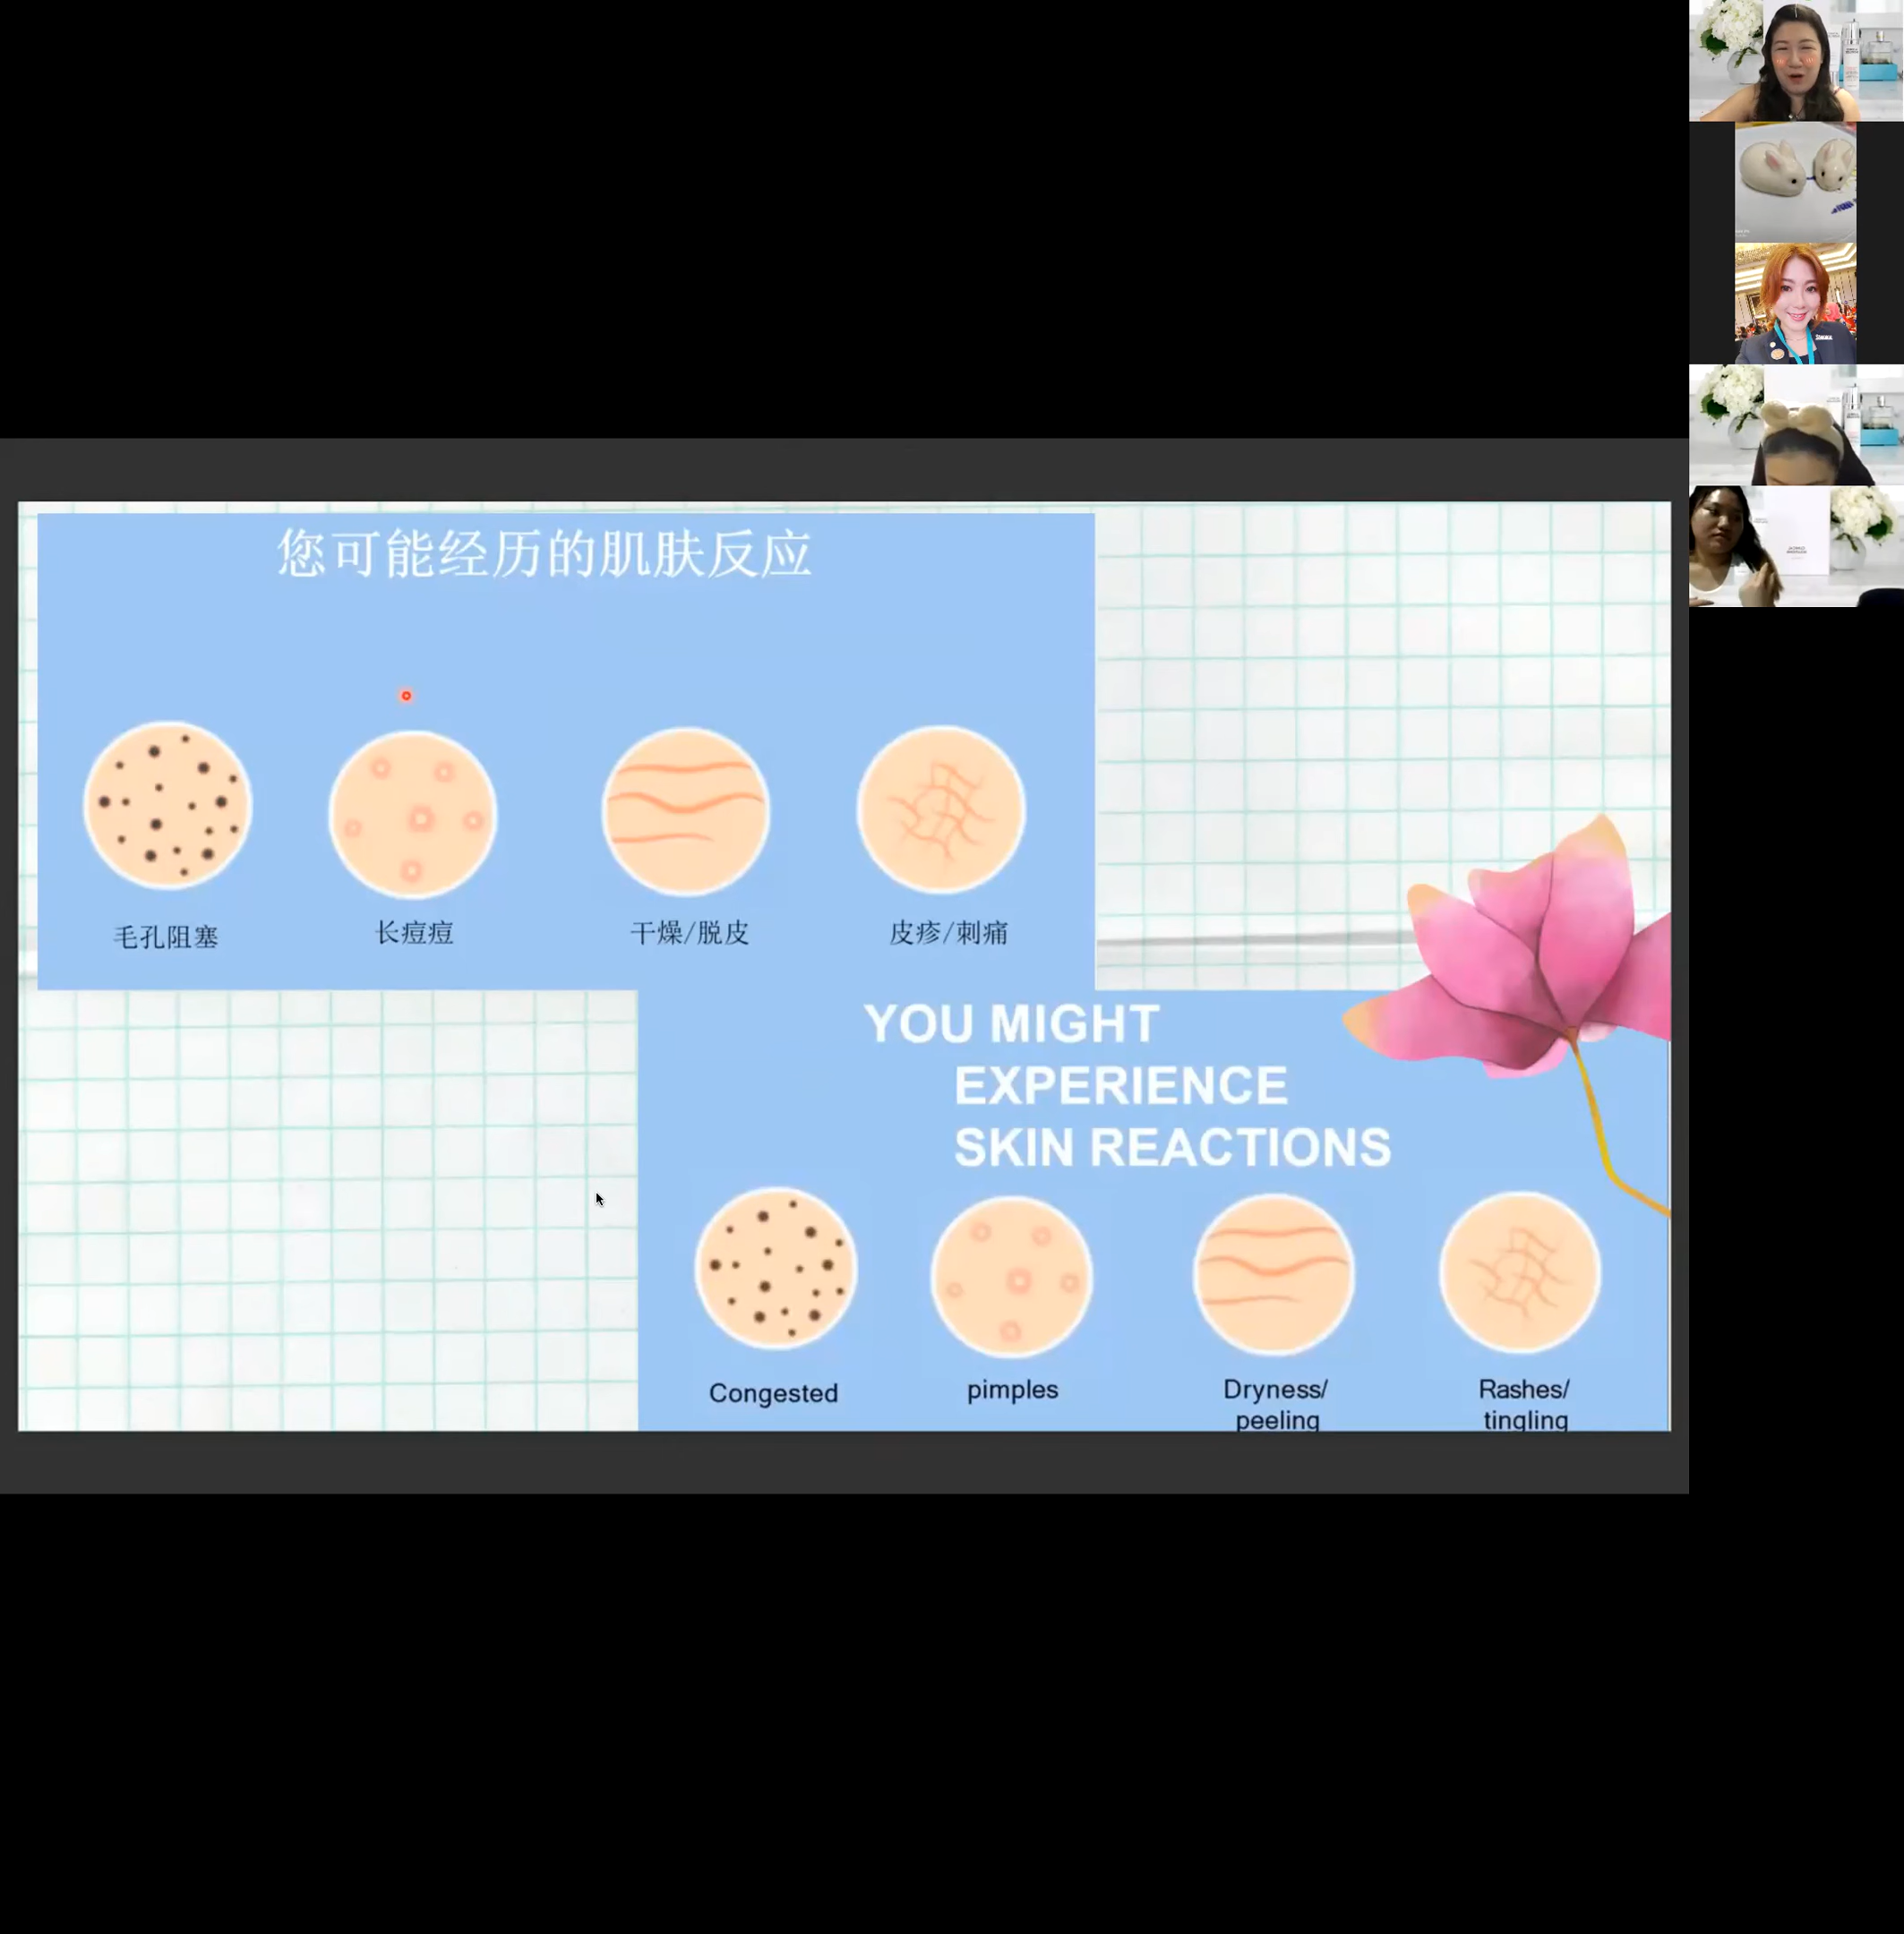 您可能经历的肌肤反应
毛孔阻塞
长痘痘
干燥/脱皮
皮疹/刺痛
YOU MIGHT
EXPERIENCE
SKIN REACTIONS
Congested
pimples
Dryness/
peeling
Rashes/
tingling